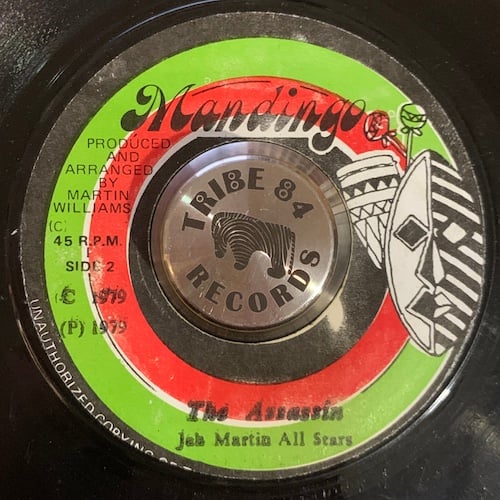 Mandingo
PRODUCED
AND
ARRANGED
BY
MARTIN
WILLIAMS
(C)
45 R.P.M.
SIDE 2
C 1979
(P) 1979
TRIBE 84
RECORDS
The Assassin
Jah Martin All Stars
UNAUTHORIZED COPYING OF